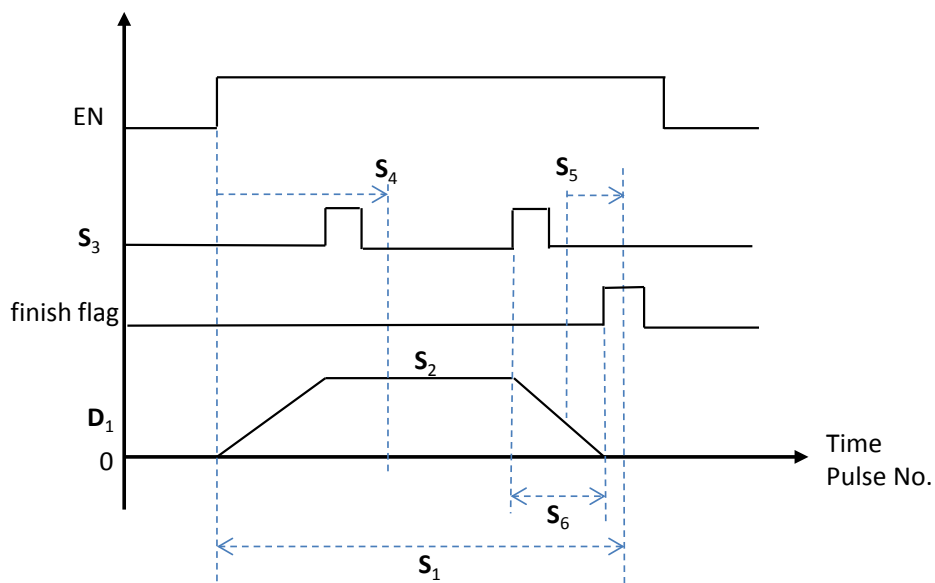 EN
S4
S5
S3
finish flag
S2
D1
0
Time
Pulse No.
S6
S1